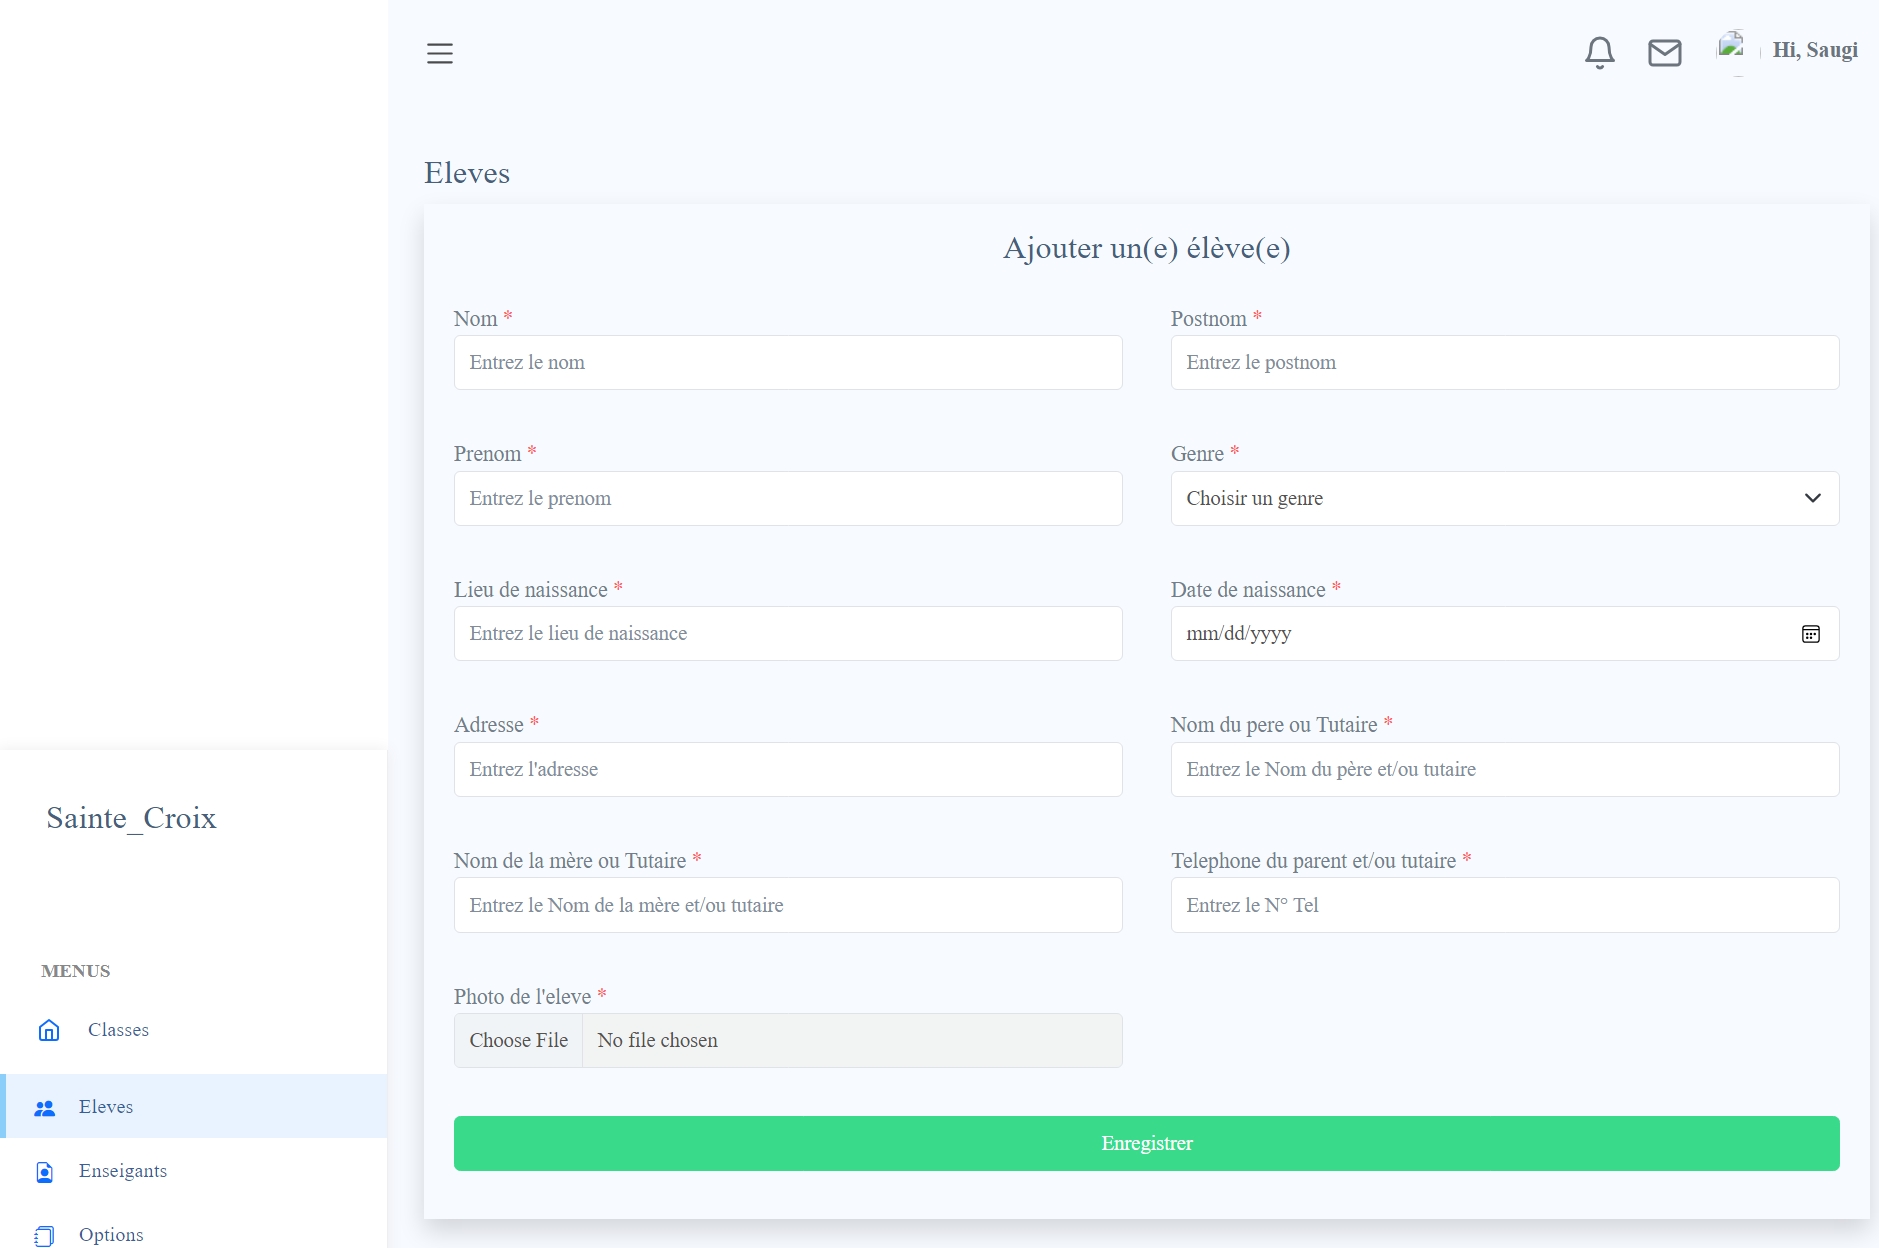 Hi, Saugi
Eleves
Ajouter un(e) élève(e)
Nom *
Entrez le nom
Postnom *
Entrez le postnom
Prenom *
Entrez le prenom
Genre *
Choisir un genre
Lieu de naissance *
Entrez le lieu de naissance
Date de naissance *
mm/dd/yyyy
Adresse *
Entrez l'adresse
Nom du pere ou Tutaire *
Entrez le Nom du père et/ou tutaire
Nom de la mère ou Tutaire *
Entrez le Nom de la mère et/ou tutaire
Telephone du parent et/ou tutaire *
Entrez le N° Tel
Photo de l'eleve *
Choose File No file chosen
Enregistrer
Sainte_Croix
MENUS
Classes
Eleves
Enseigants
Options